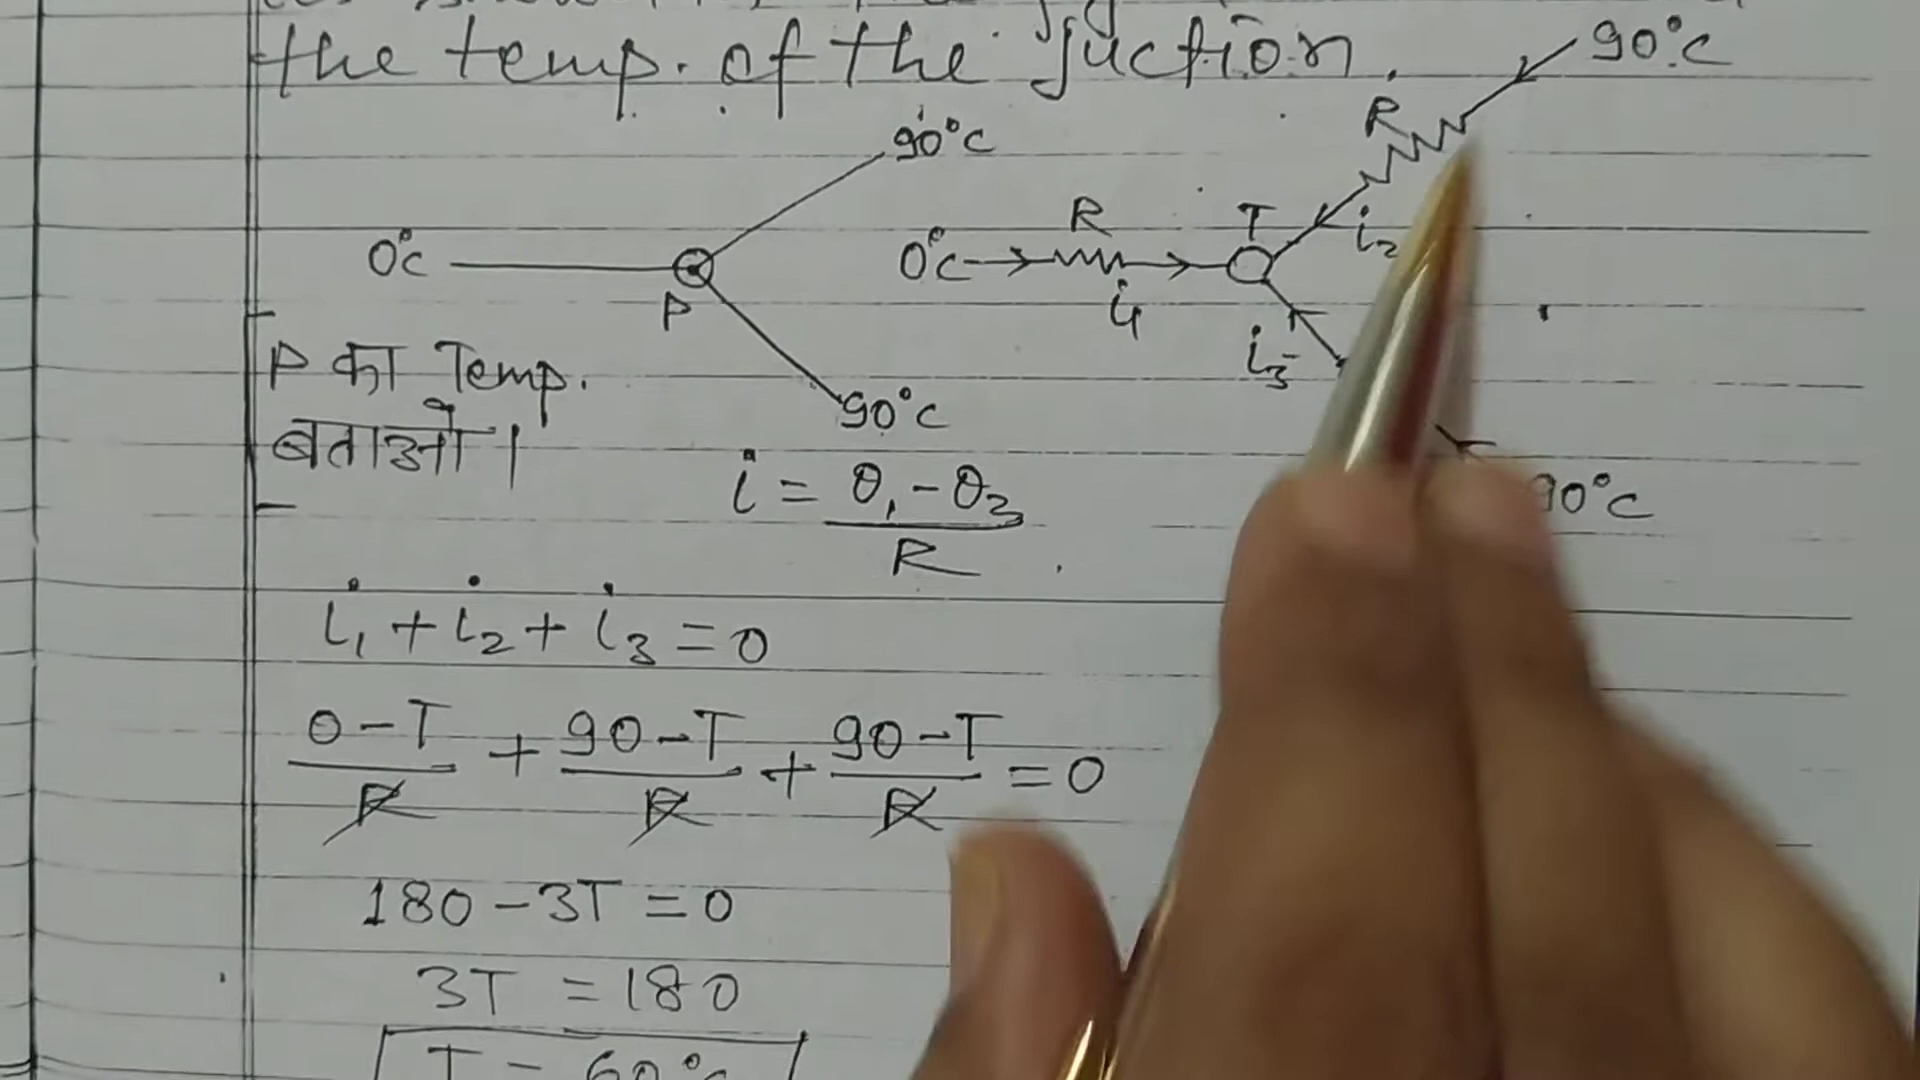 the temp. of the juction.
90°c
90°c
R
0°c
P
0°c
R
T
i₂
i₁
i₃
P का Temp.
बताओ।
90°c
90°c
i = θ₁-θ₂/R
i₁ + i₂ + i₃ = 0
0-T/R + 90-T/R + 90-T/R = 0
180 - 3T = 0
3T = 180
T = 60°c